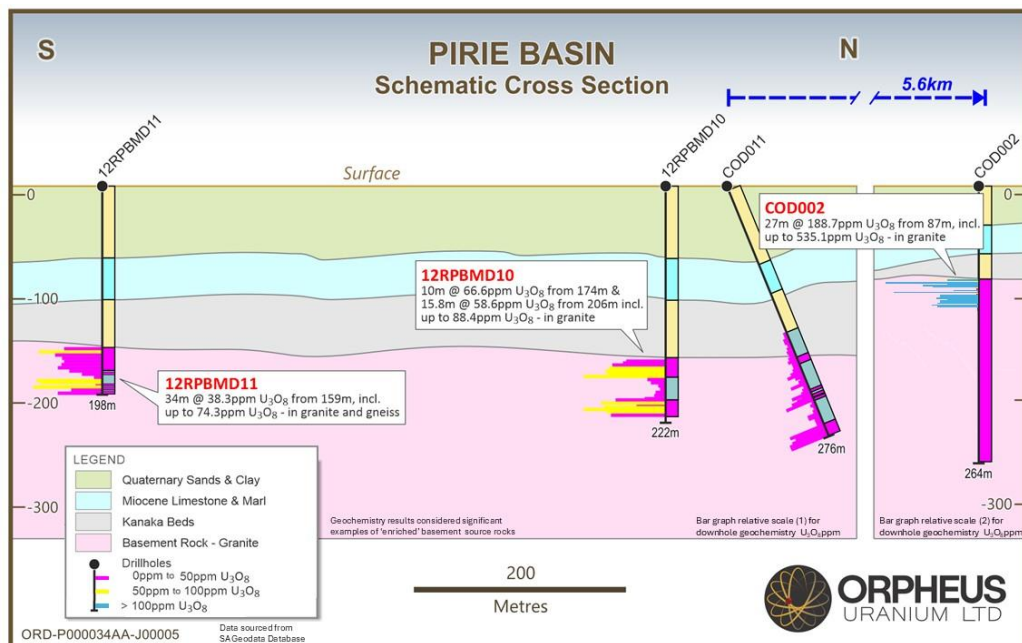 S
PIRIE BASIN
Schematic Cross Section
N
5.6km
12RPBMD11
12RPBMD10
COD011
COD002
Surface
0
-100
-200
-300
0
-100
-200
-300
COD002
27m @ 188.7ppm U₃O₈ from 87m, incl.
up to 535.1ppm U₃O₈ - in granite
12RPBMD10
10m @ 66.6ppm U₃O₈ from 174m &
15.8m @ 58.6ppm U₃O₈ from 206m incl.
up to 88.4ppm U₃O₈ - in granite
12RPBMD11
34m @ 38.3ppm U₃O₈ from 159m, incl.
up to 74.3ppm U₃O₈ - in granite and gneiss
198m
222m
276m
264m
LEGEND
Quaternary Sands & Clay
Miocene Limestone & Marl
Kanaka Beds
Basement Rock - Granite
Drillholes
0ppm to 50ppm U₃O₈
50ppm to 100ppm U₃O₈
> 100ppm U₃O₈
Geochemistry results considered significant
examples of 'enriched' basement source rocks
Bar graph relative scale (1) for
downhole geochemistry U₃O₈ppm
Bar graph relative scale (2) for
downhole geochemistry U₃O₈ppm
200
Metres
ORPHEUS
URANIUM LTD
ORD-P000034AA-J00005
Data sourced from
SAGeodata Database